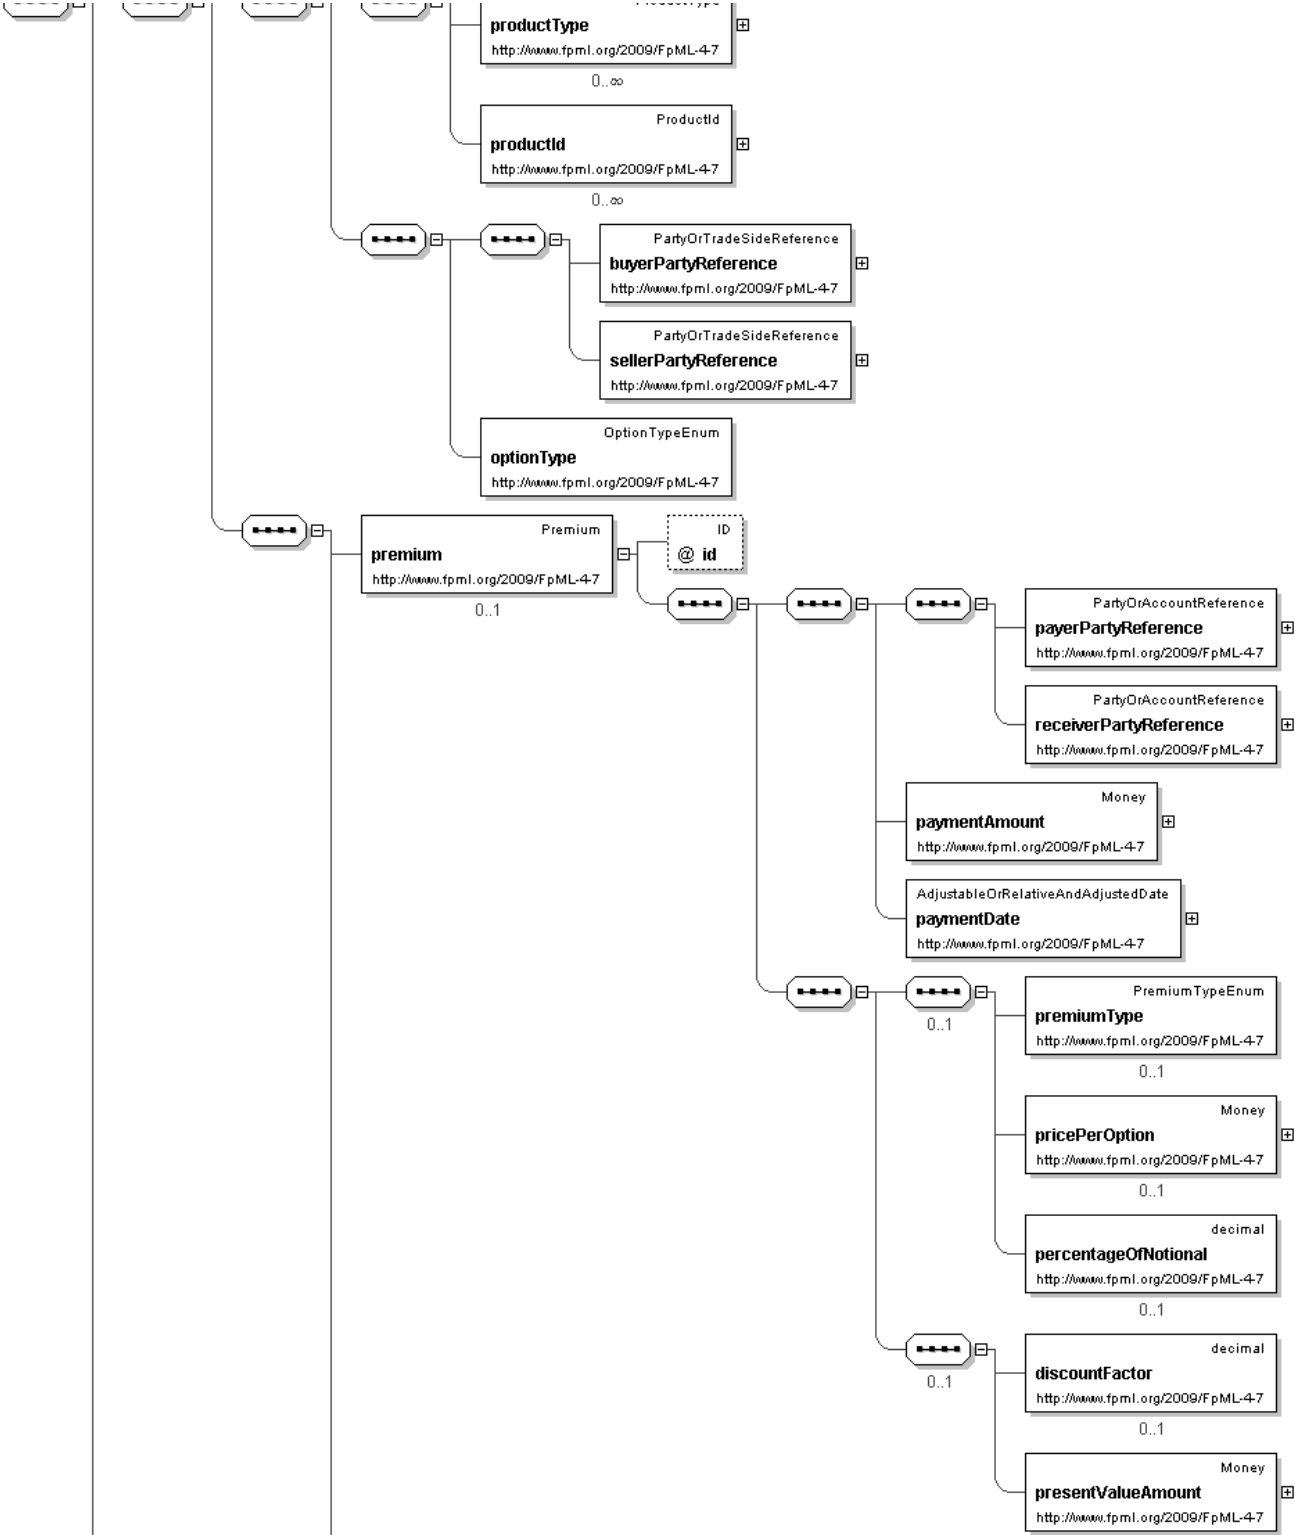 productType
http://www.fpml.org/2009/FpML-4-7
0..∞
ProductId
productId
http://www.fpml.org/2009/FpML-4-7
0..∞
PartyOrTradeSideReference
buyerPartyReference
http://www.fpml.org/2009/FpML-4-7
PartyOrTradeSideReference
sellerPartyReference
http://www.fpml.org/2009/FpML-4-7
OptionTypeEnum
optionType
http://www.fpml.org/2009/FpML-4-7
Premium
premium
http://www.fpml.org/2009/FpML-4-7
0..1
ID
@ id
PartyOrAccountReference
payerPartyReference
http://www.fpml.org/2009/FpML-4-7
PartyOrAccountReference
receiverPartyReference
http://www.fpml.org/2009/FpML-4-7
Money
paymentAmount
http://www.fpml.org/2009/FpML-4-7
AdjustableOrRelativeAndAdjustedDate
paymentDate
http://www.fpml.org/2009/FpML-4-7
0..1
PremiumTypeEnum
premiumType
http://www.fpml.org/2009/FpML-4-7
0..1
Money
pricePerOption
http://www.fpml.org/2009/FpML-4-7
0..1
decimal
percentageOfNotional
http://www.fpml.org/2009/FpML-4-7
0..1
0..1
decimal
discountFactor
http://www.fpml.org/2009/FpML-4-7
0..1
Money
presentValueAmount
http://www.fpml.org/2009/FpML-4-7